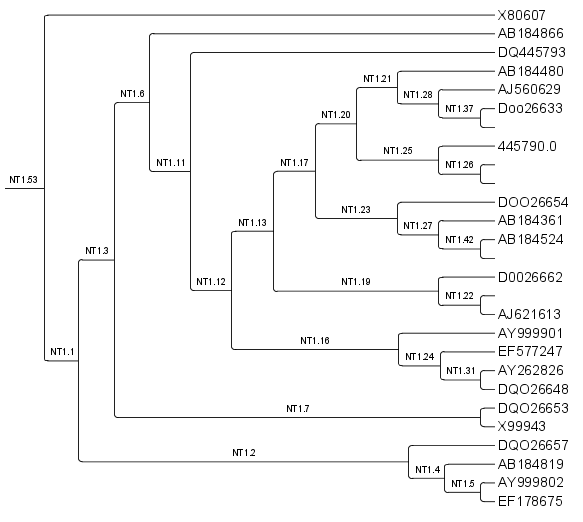 X80607
AB184866
DQ445793
AB184480
NT1.21
AJ560629
NT1.6
NT1.28
Doo26633
NT1.37
NT1.20
445790.0
NT1.25
NT1.11
NT1.17
NT1.26
NT1.53
DOO26654
NT1.23
AB184361
NT1.13
NT1.27
AB184524
NT1.42
NT1.3
D0026662
NT1.12
NT1.19
NT1.22
AJ621613
AY999901
NT1.16
EF577247
NT1.1
NT1.24
AY262826
NT1.31
DQO26648
DQO26653
NT1.7
X99943
DQO26657
NT1.2
AB184819
NT1.4
AY999802
NT1.5
EF178675